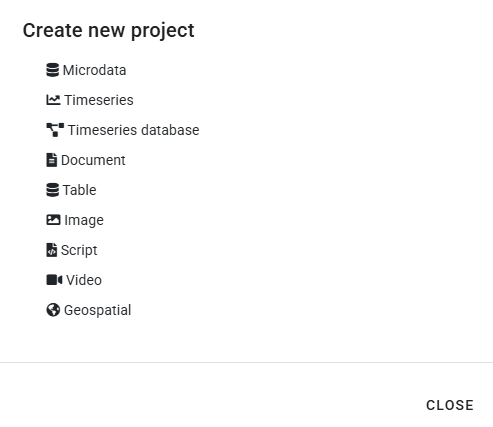 Create new project
Microdata
Timeseries
Timeseries database
Document
Table
Image
Script
Video
Geospatial
CLOSE